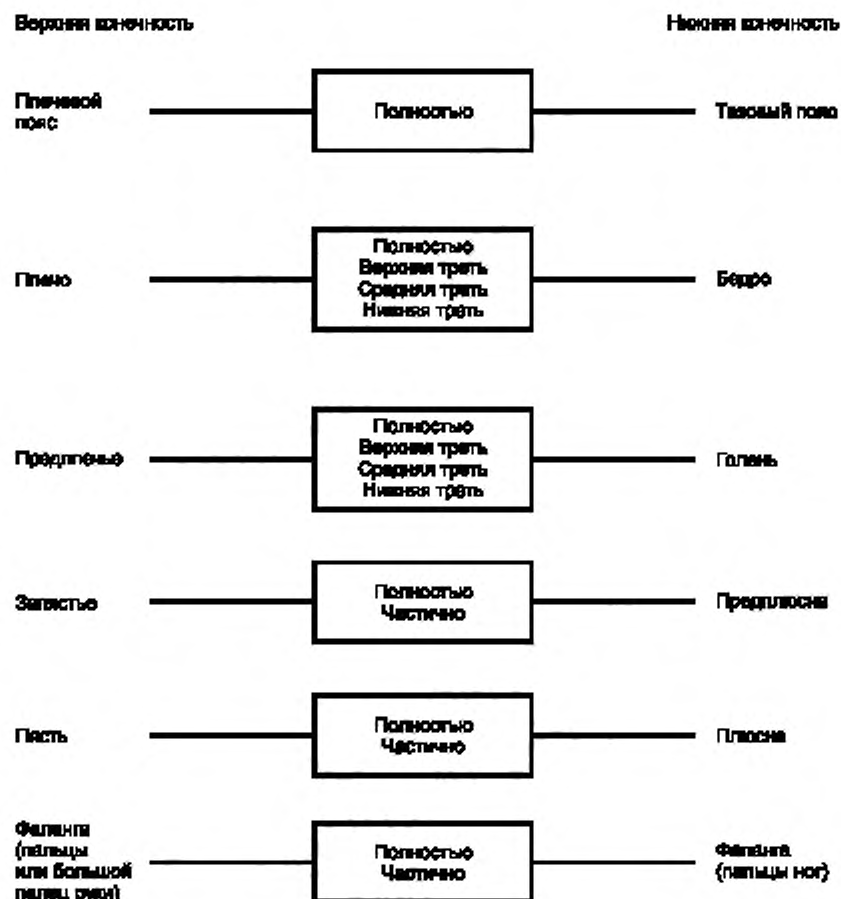 Верхняя конечность
Нижняя конечность
Плечевой
пояс
Полностью
Тазовый пояс
Плечо
Полностью
Верхняя треть
Средняя треть
Нижняя треть
Бедро
Предплечье
Полностью
Верхняя треть
Средняя треть
Нижняя треть
Голень
Запястье
Полностью
Частично
Предплюсна
Пясть
Полностью
Частично
Плюсна
Фаланга
(пальцы
или большой
палец руки)
Полностью
Частично
Фаланга
(пальцы ног)